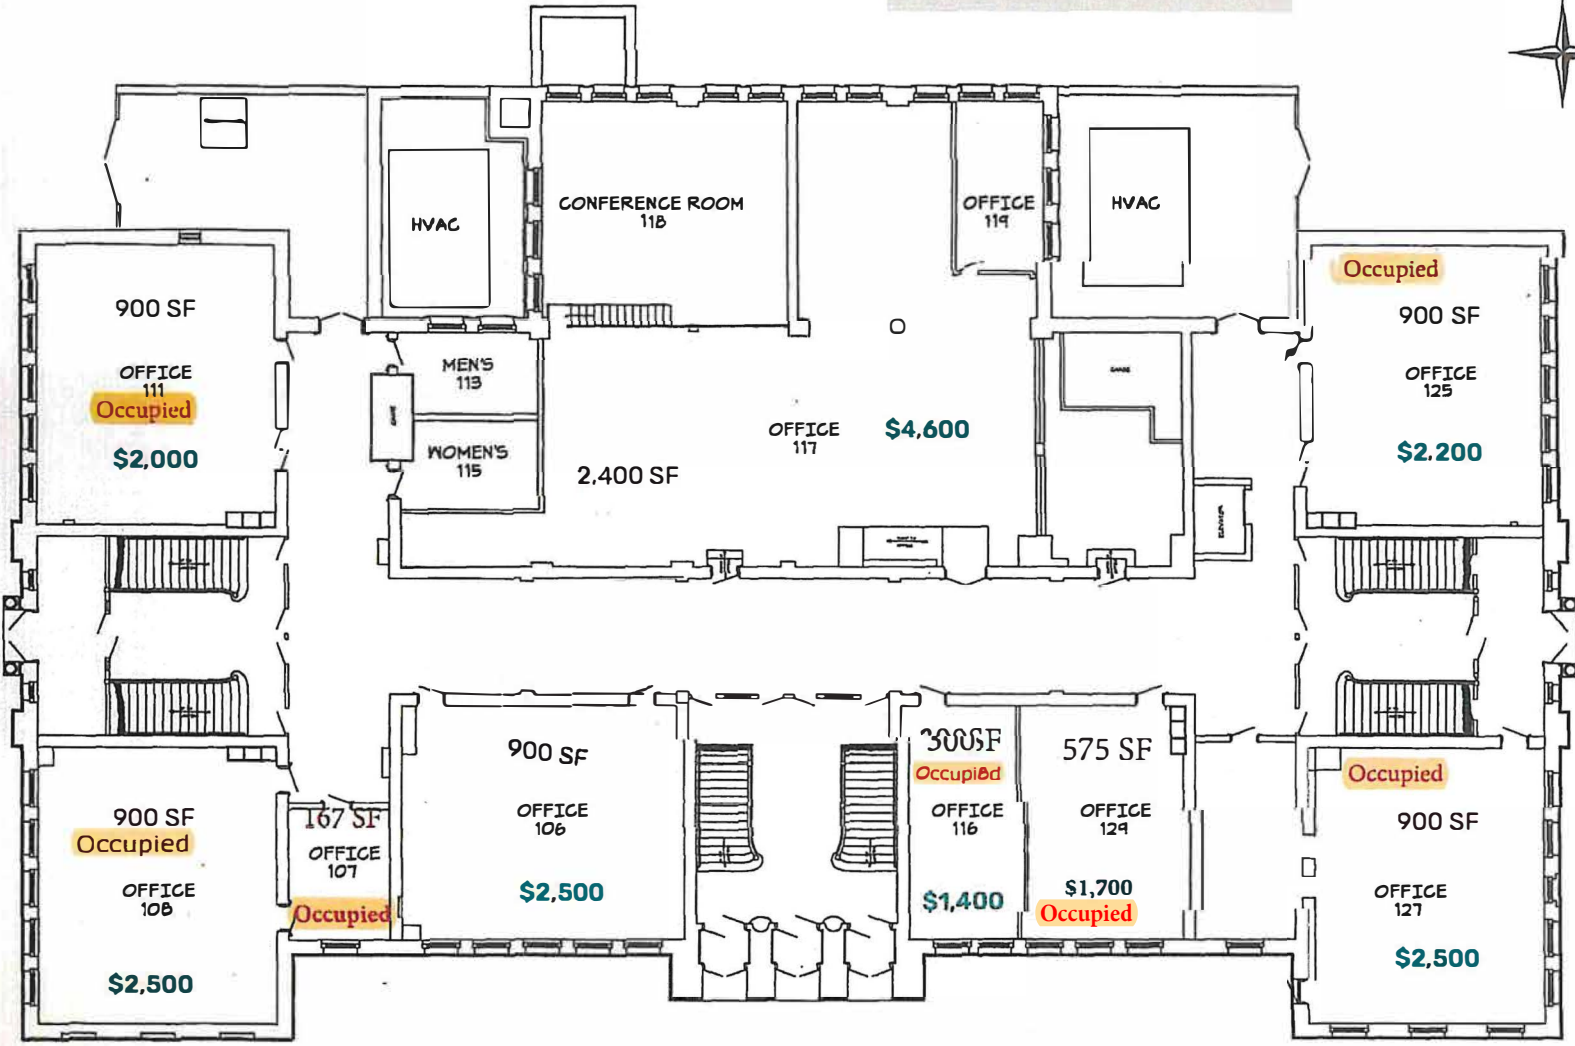 CONFERENCE ROOM
118
OFFICE
119
HVAC
HVAC
900 SF
OFFICE
111
Occupied
$2,000
MEN'S
113
WOMEN'S
115
OFFICE
117
$4,600
2,400 SF
Occupied
900 SF
OFFICE
125
$2.200
ELEVATOR
900 SF
Occupied
OFFICE
108
$2,500
167 SF
OFFICE
107
Occupied
900 SF
OFFICE
106
$2,500
300SF
Occupied
OFFICE
116
$1,400
575 SF
OFFICE
129
$1,700
Occupied
Occupied
900 SF
OFFICE
127
$2,500